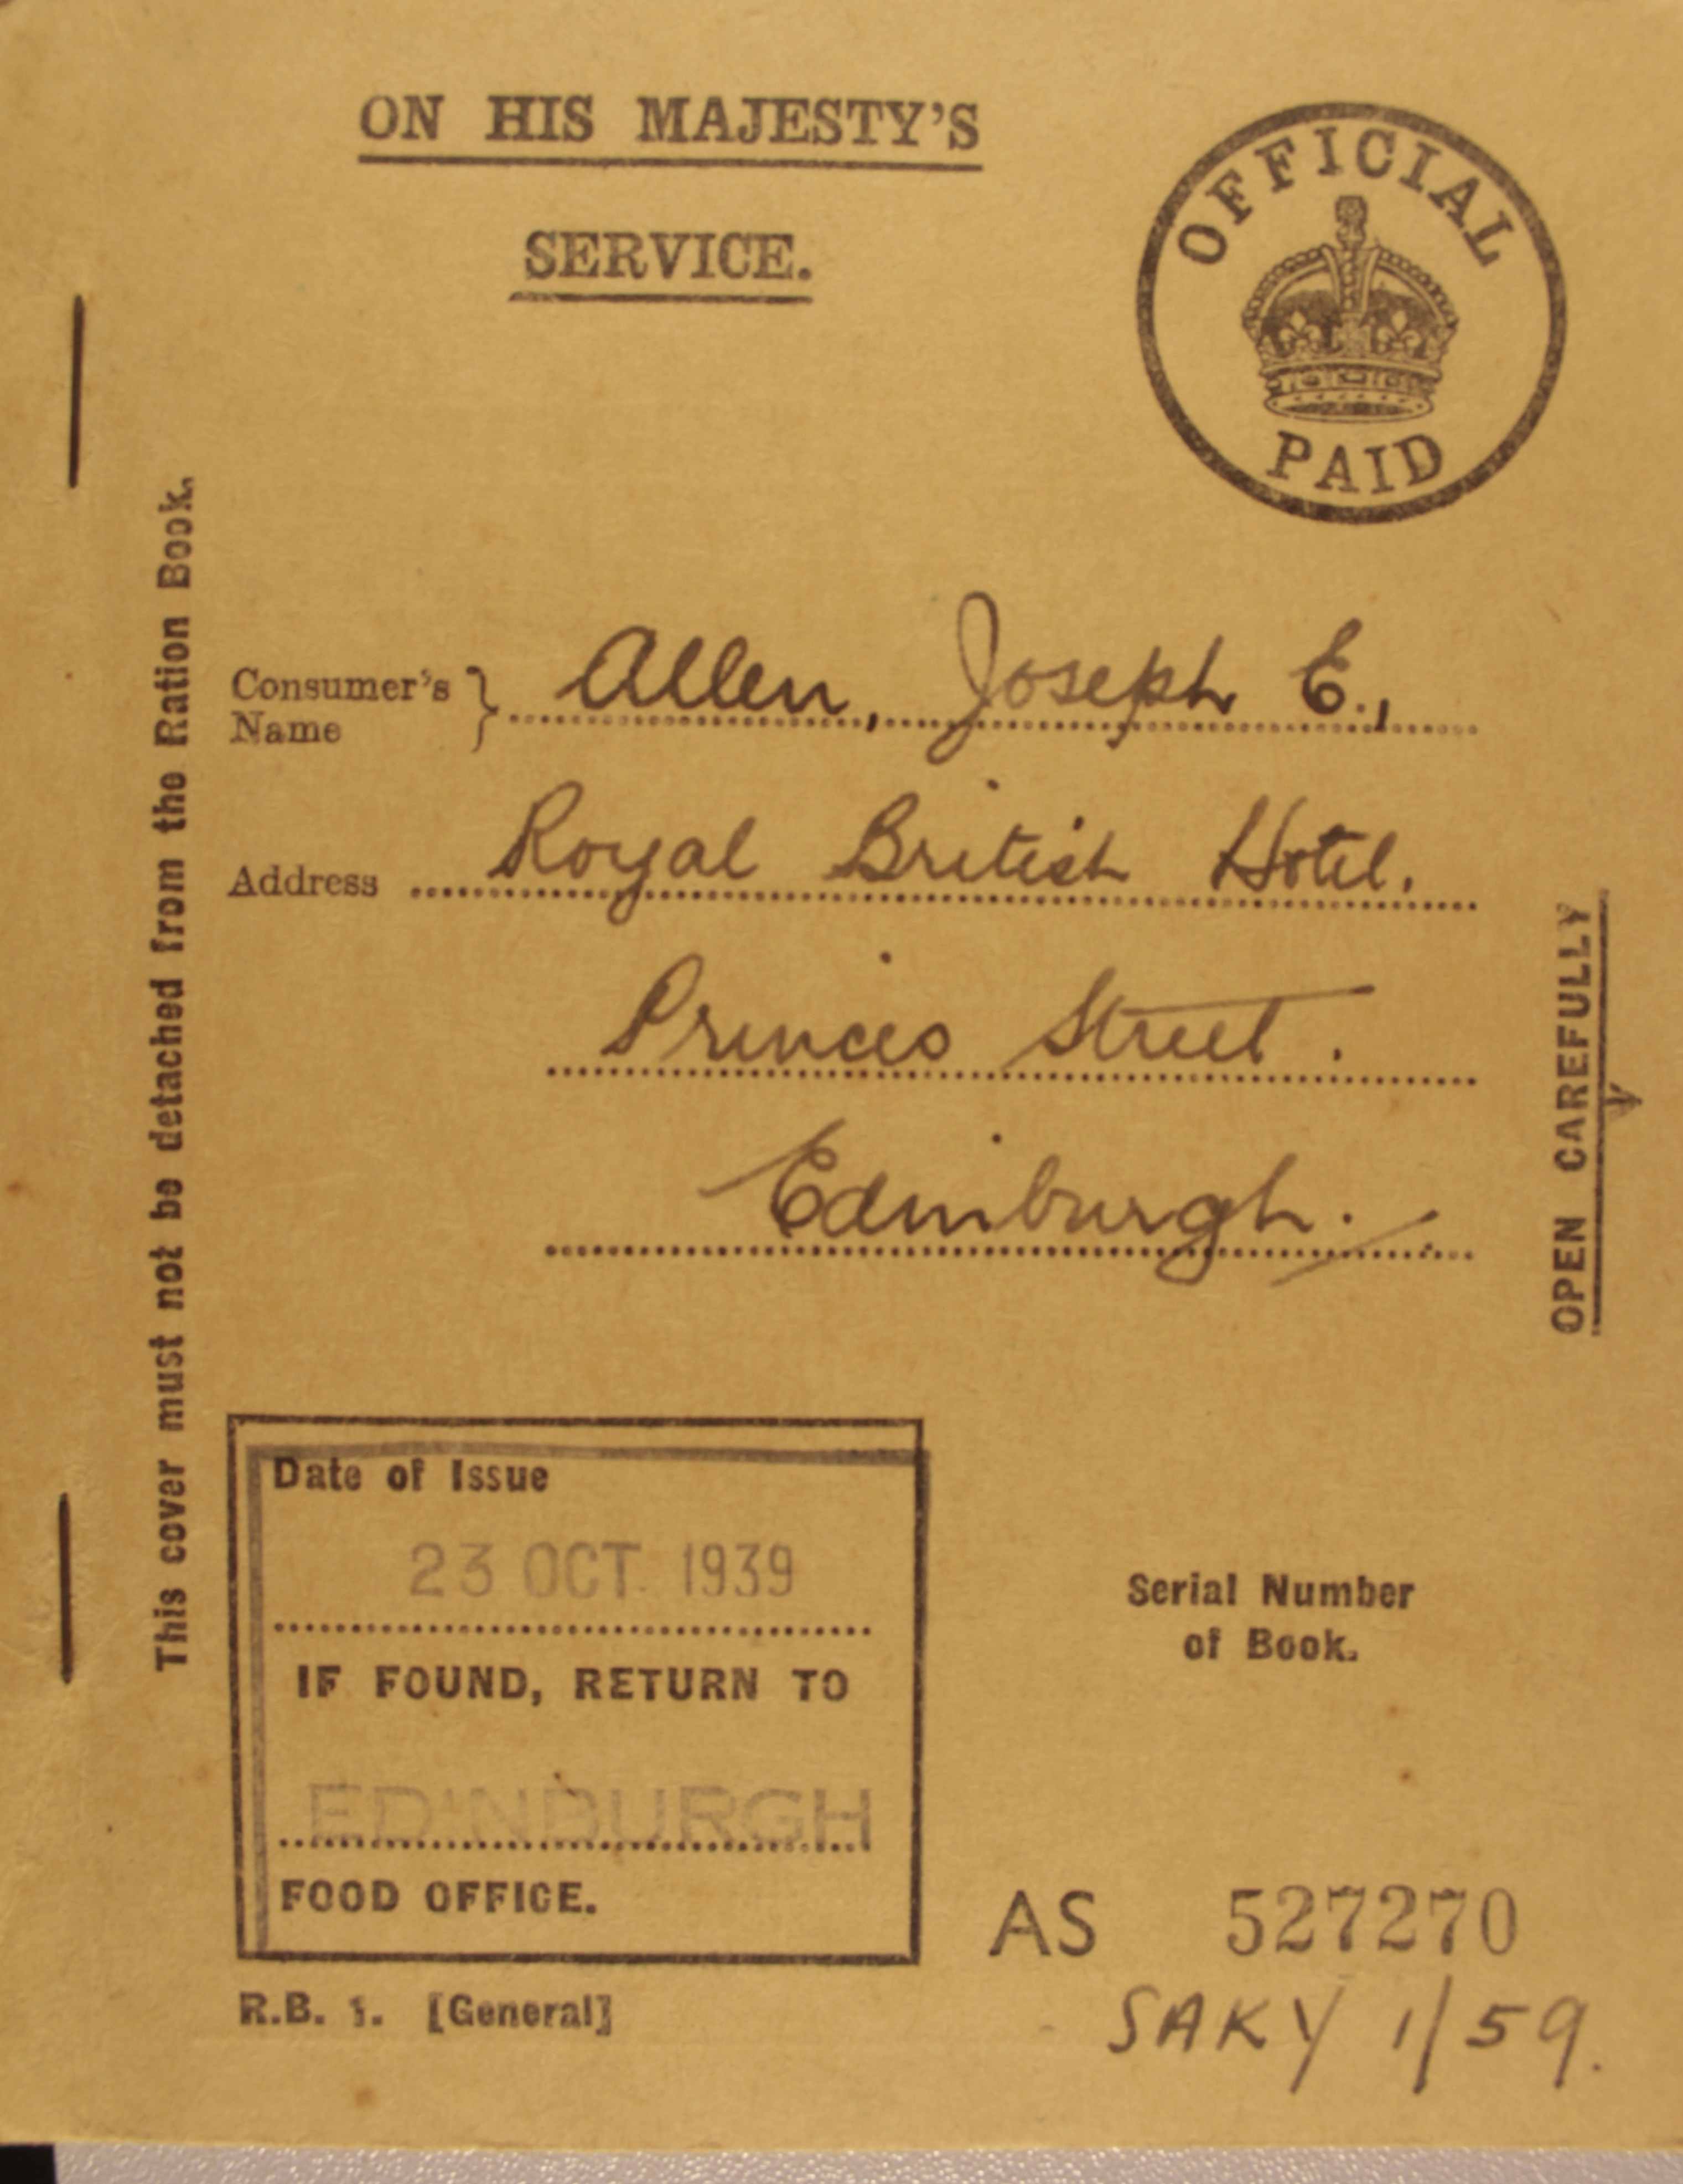 ON HIS MAJESTY'S
SERVICE.
OFFICIAL
PAID
This cover must not be detached from the Ration Book.
Consumer's
Name } Allen, Joseph E.,
Address Royal British Hotel.
Princes Street.
Edinburgh.
OPEN CAREFULLY
Date of Issue
23 OCT. 1939
IF FOUND, RETURN TO
EDINBURGH
FOOD OFFICE.
Serial Number
of Book.
AS 527270
R.B. 1. [General]
SAKY 1/59.